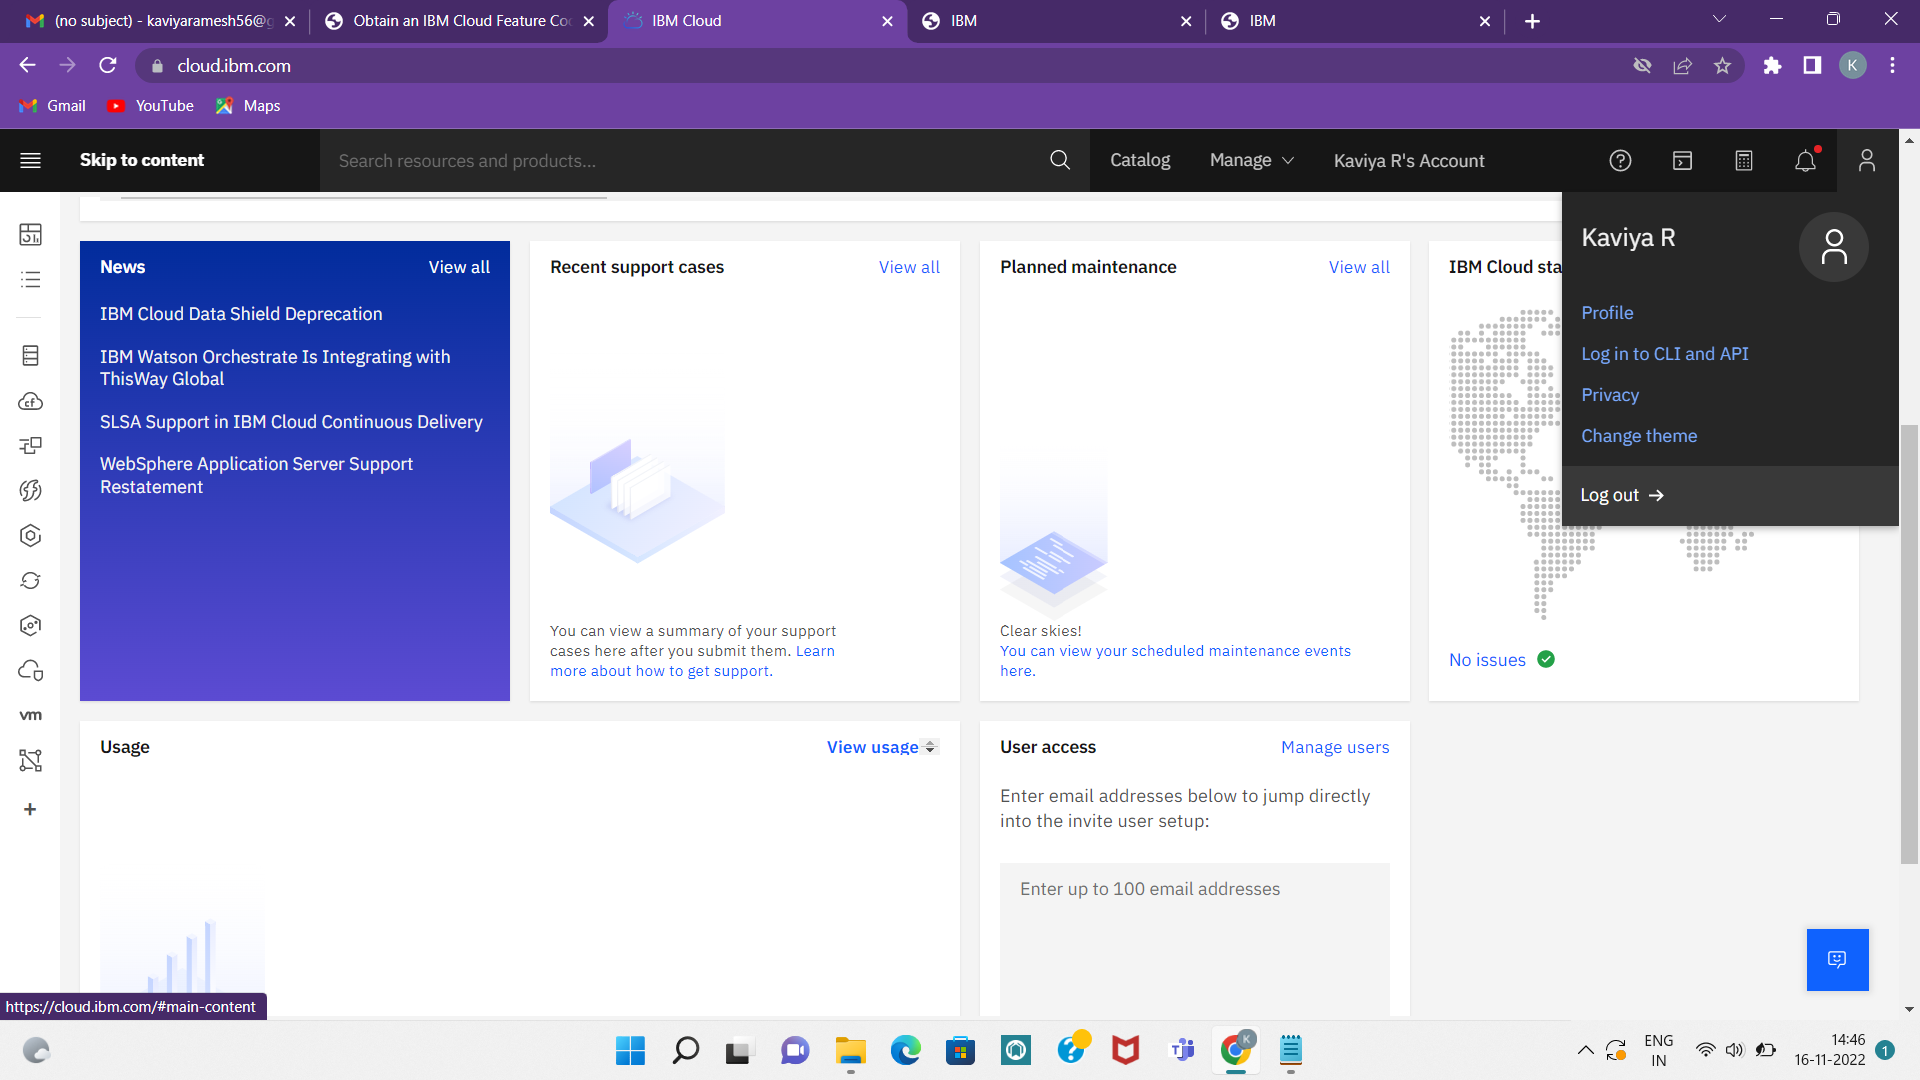 (no subject) - kaviyaramesh56@g
Obtain an IBM Cloud Feature Co
IBM Cloud
IBM
IBM
cloud.ibm.com
K
Gmail
YouTube
Maps
Skip to content
Search resources and products...
Catalog
Manage
Kaviya R's Account
Kaviya R
Profile
Log in to CLI and API
Privacy
Change theme
Log out →
News
View all
IBM Cloud Data Shield Deprecation
IBM Watson Orchestrate Is Integrating with
ThisWay Global
SLSA Support in IBM Cloud Continuous Delivery
WebSphere Application Server Support
Restatement
Recent support cases
View all
You can view a summary of your support
cases here after you submit them. Learn
more about how to get support.
Planned maintenance
View all
Clear skies!
You can view your scheduled maintenance events
here.
IBM Cloud sta
No issues
cf
vm
Usage
View usage
User access
Manage users
Enter email addresses below to jump directly
into the invite user setup:
Enter up to 100 email addresses
https://cloud.ibm.com/#main-content
K
ENG
IN
14:46
16-11-2022
1